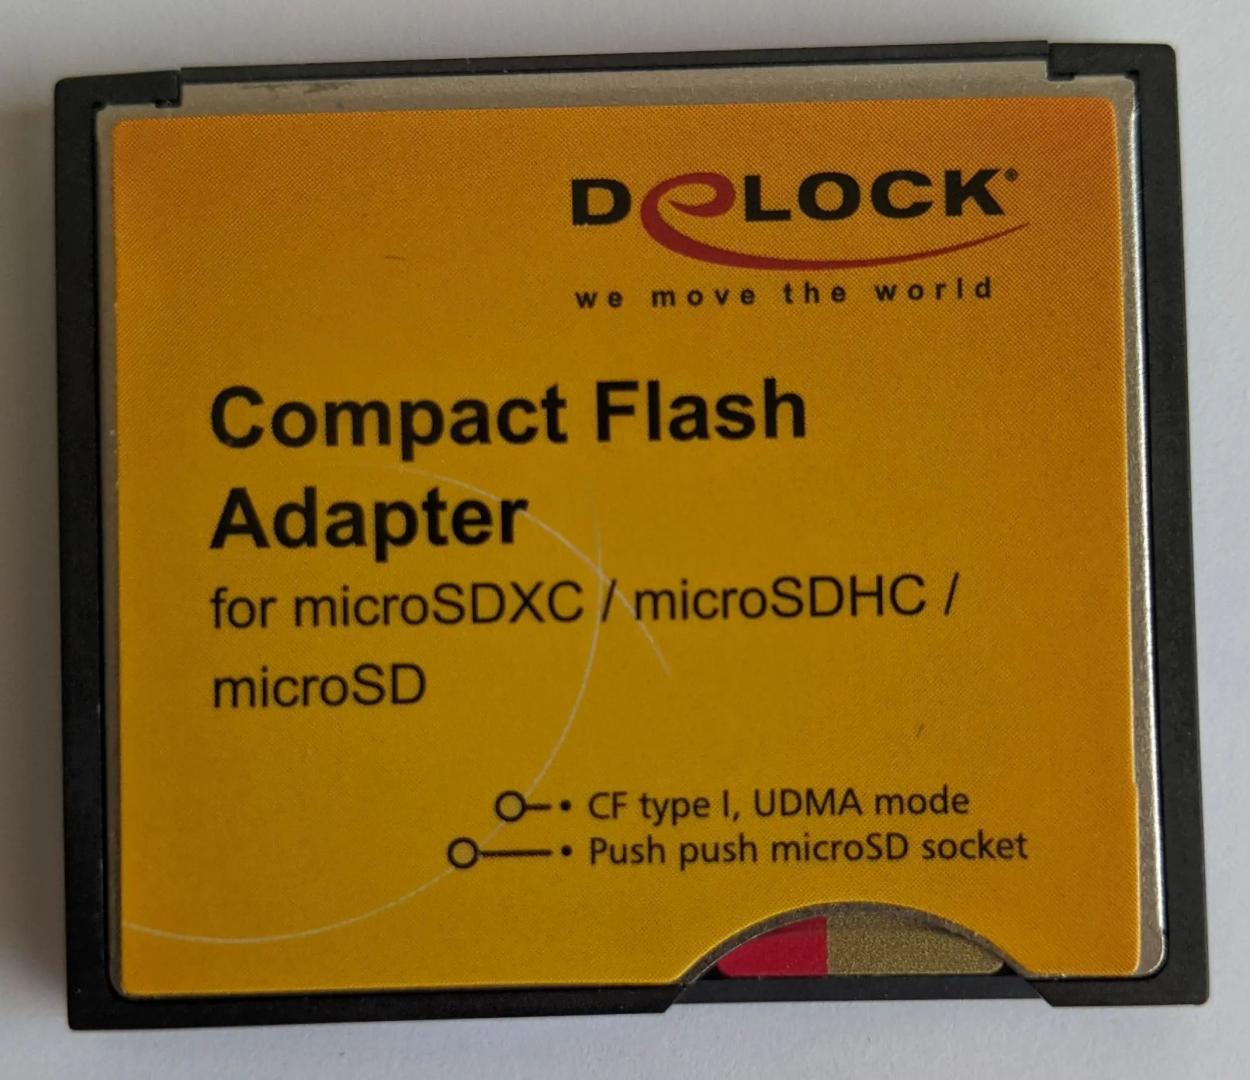 DeLOCK®
we move the world
Compact Flash
Adapter
for microSDXC / microSDHC /
microSD
• CF type I, UDMA mode
• Push push microSD socket